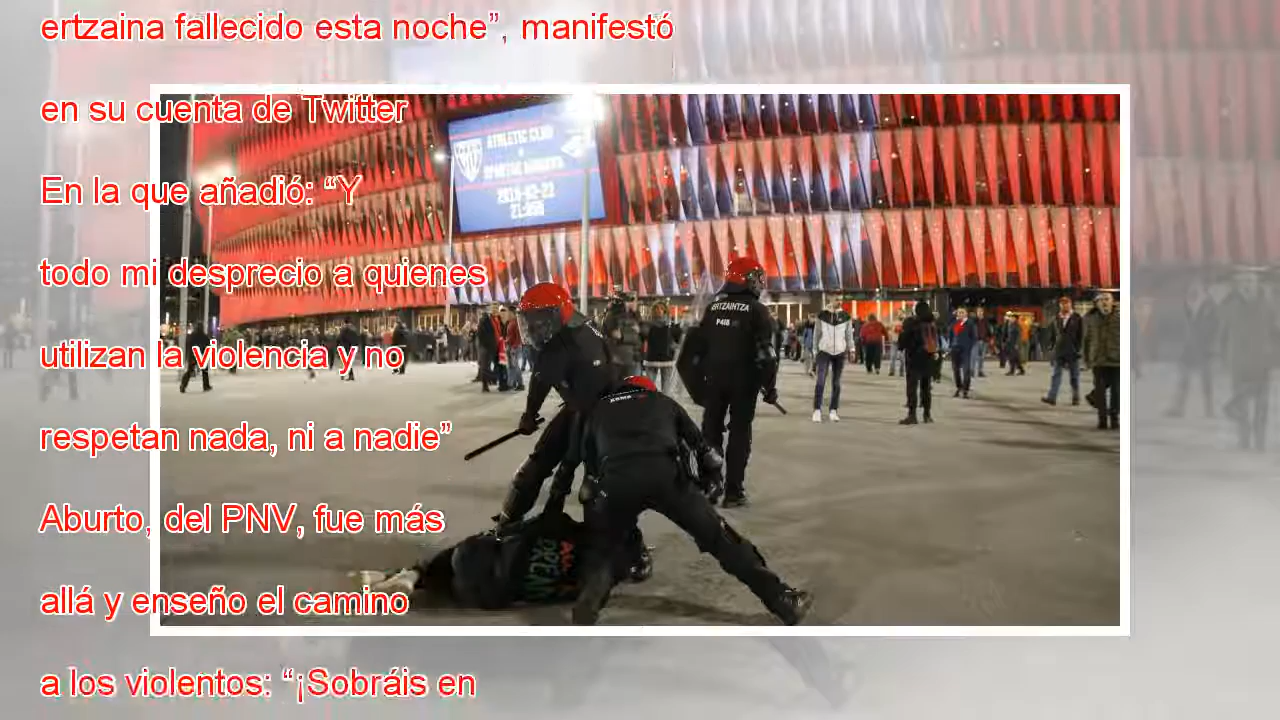 ertzaina fallecido esta noche”, manifestó
en su cuenta de Twitter
En la que añadió: “Y
todo mi desprecio a quienes
utilizan la violencia y no
respetan nada, ni a nadie”
Aburto, del PNV, fue más
allá y enseño el camino
a los violentos: “¡Sobráis en
ATHLETIC CLUB
SPARTAK
ERTZAINTZA
DREAM